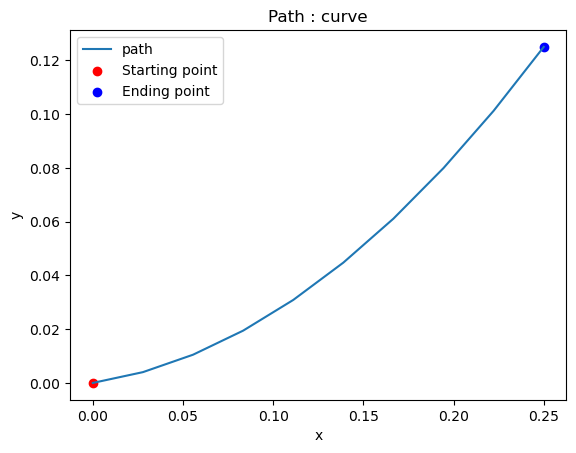 Path : curve
path
Starting point
Ending point
0.12
0.10
0.08
0.06
0.04
0.02
0.00
y
0.00 0.05 0.10 0.15 0.20 0.25
x